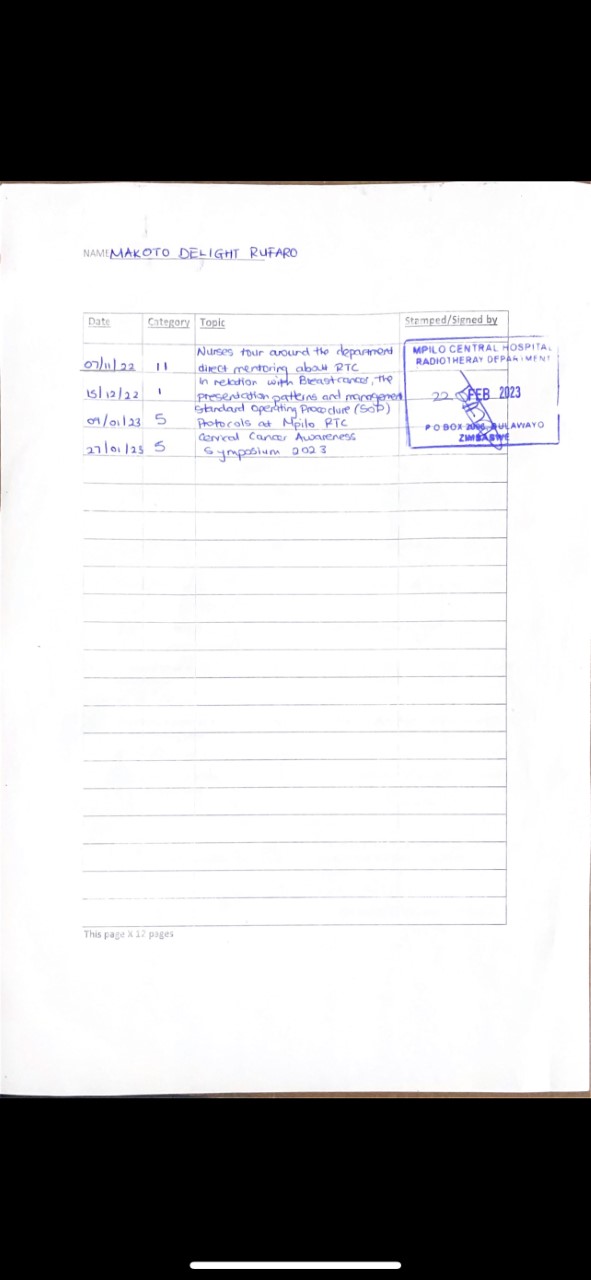 NAME MAKOTO DELIGHT RUFARO
Date Category Topic Stamped/Signed by
Nurses tour around the department
07/11/22 11 direct mentoring about RTC
In relation with Breast cancer, the
15/12/22 1 presentation patterns and management
Standard Operating Procedure (SOP)
09/01/23 5 Protocols at Mpilo RTC
Cervical Cancer Awareness
27/01/23 5 Symposium 2023
MPILO CENTRAL HOSPITAL
RADIOTHERAY DEPARTMENT
22 FEB 2023
P O BOX 2096, BULAWAYO
ZIMBABWE
This page X 12 pages